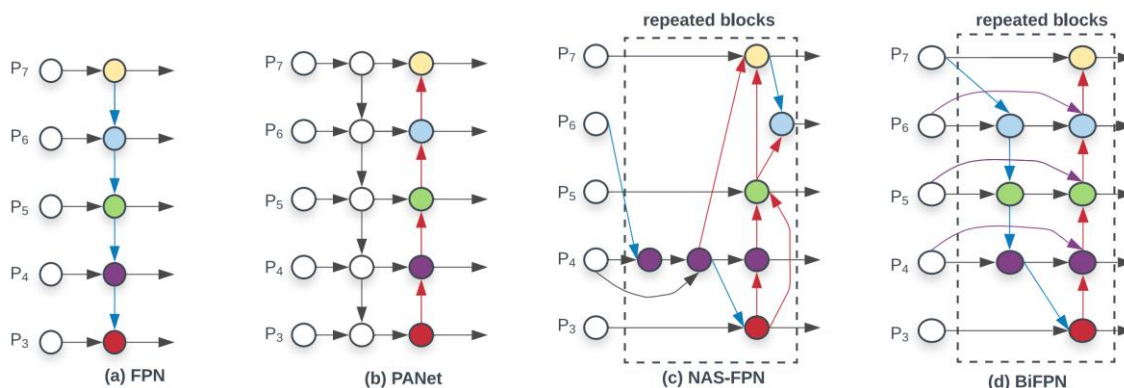 repeated blocks
repeated blocks
P7
P6
P5
P4
P3
(a) FPN
P7
P6
P5
P4
P3
(b) PANet
P7
P6
P5
P4
P3
(c) NAS-FPN
P7
P6
P5
P4
P3
(d) BiFPN